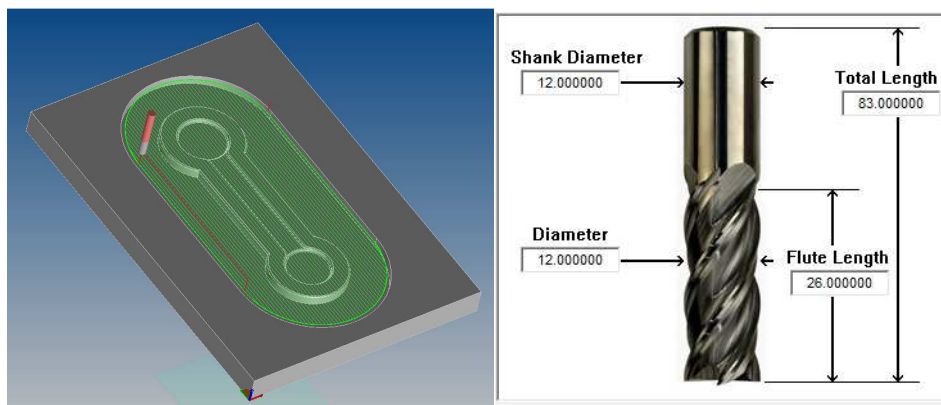 Shank Diameter
12.000000
Total Length
83.000000
Diameter
12.000000
Flute Length
26.000000